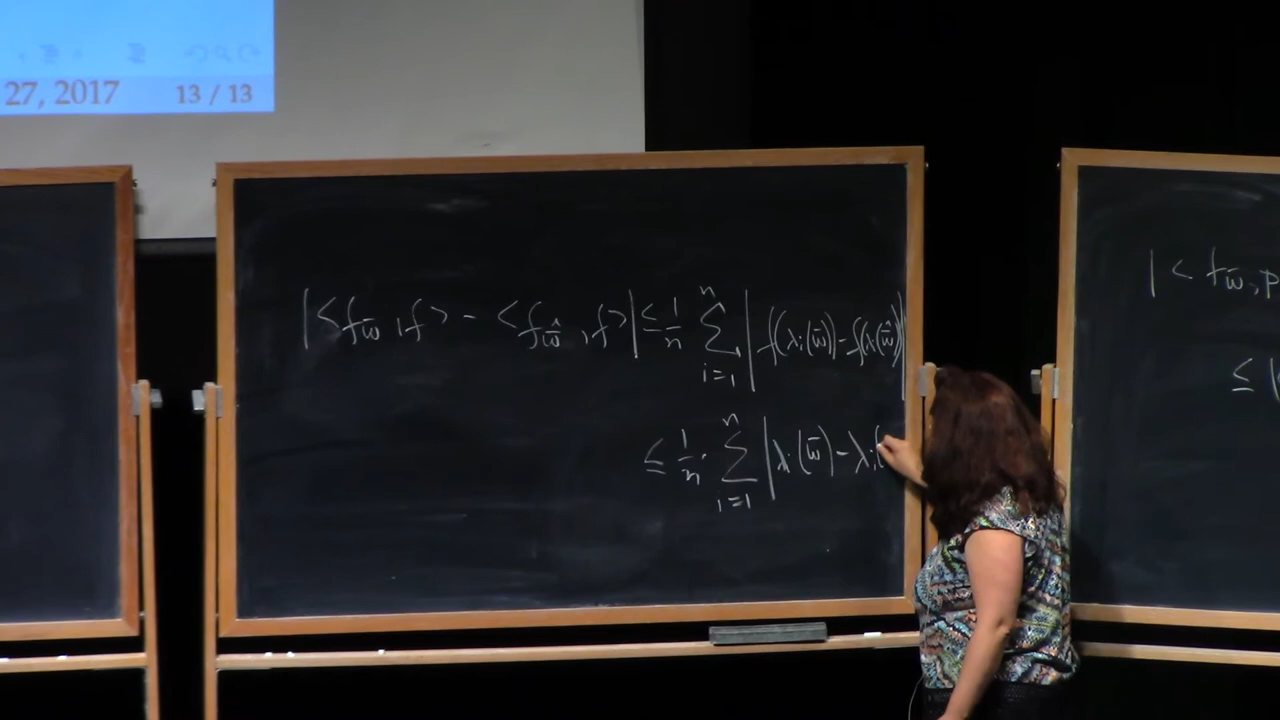 27, 2017 13 / 13
|<f_w̄, f> - <f_ŵ̄, f>| ≤ 1/n Σ_{i=1}^{n} |f(λ_i(w̄)) - f(λ_i(ŵ̄))|
≤ 1/n · Σ_{i=1}^{n} |λ_i(w̄) - λ_i(
|< f_w̄, p
≤ |